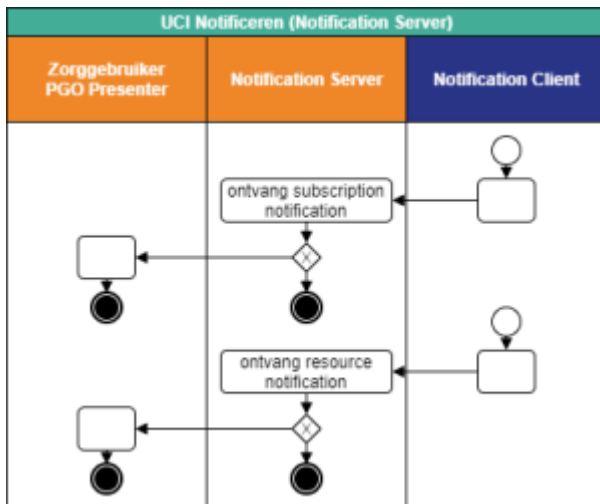 UCI Notificeren (Notification Server)
Zorggebruiker
PGO Presenter
Notification Server
Notification Client
ontvang subscription
notification
X
ontvang resource
notification
X